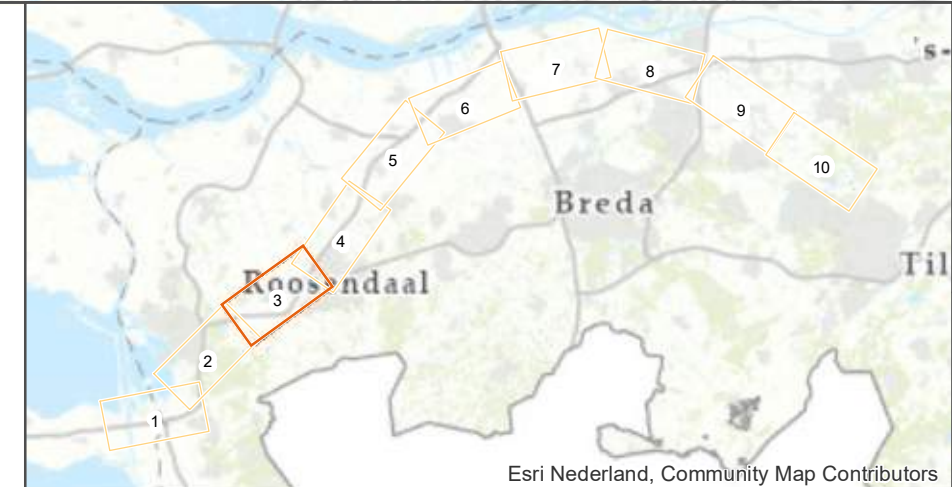 's-
7
8
6
9
5
10
Breda
4
Til
Roosendaal
3
2
1
Esri Nederland, Community Map Contributors